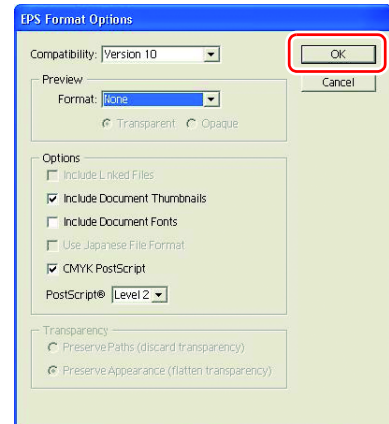 EPS Format Options
Compatibility: Version 10
OK
Cancel
Preview
Format: None
Transparent Opaque
Options
Include Linked Files
Include Document Thumbnails
Include Document Fonts
Use Japanese File Format
CMYK PostScript
PostScript® Level 2
Transparency
Preserve Paths (discard transparency)
Preserve Appearance (flatten transparency)